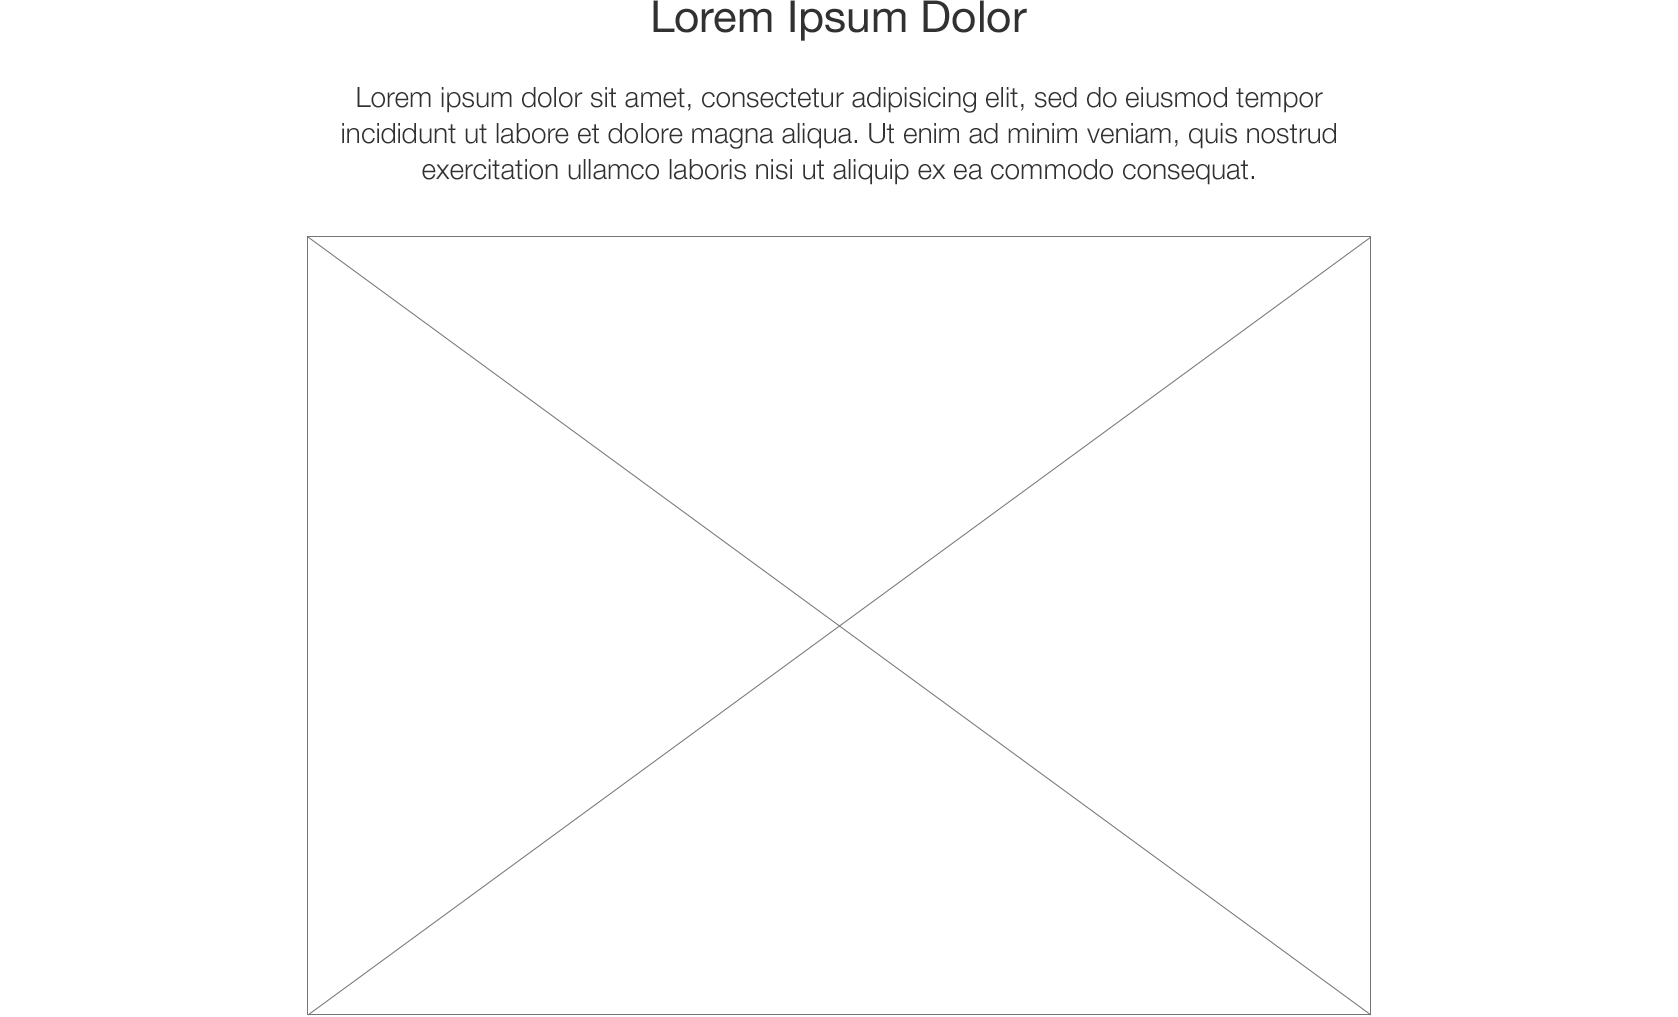 Lorem Ipsum Dolor
Lorem ipsum dolor sit amet, consectetur adipisicing elit, sed do eiusmod tempor
incididunt ut labore et dolore magna aliqua. Ut enim ad minim veniam, quis nostrud
exercitation ullamco laboris nisi ut aliquip ex ea commodo consequat.